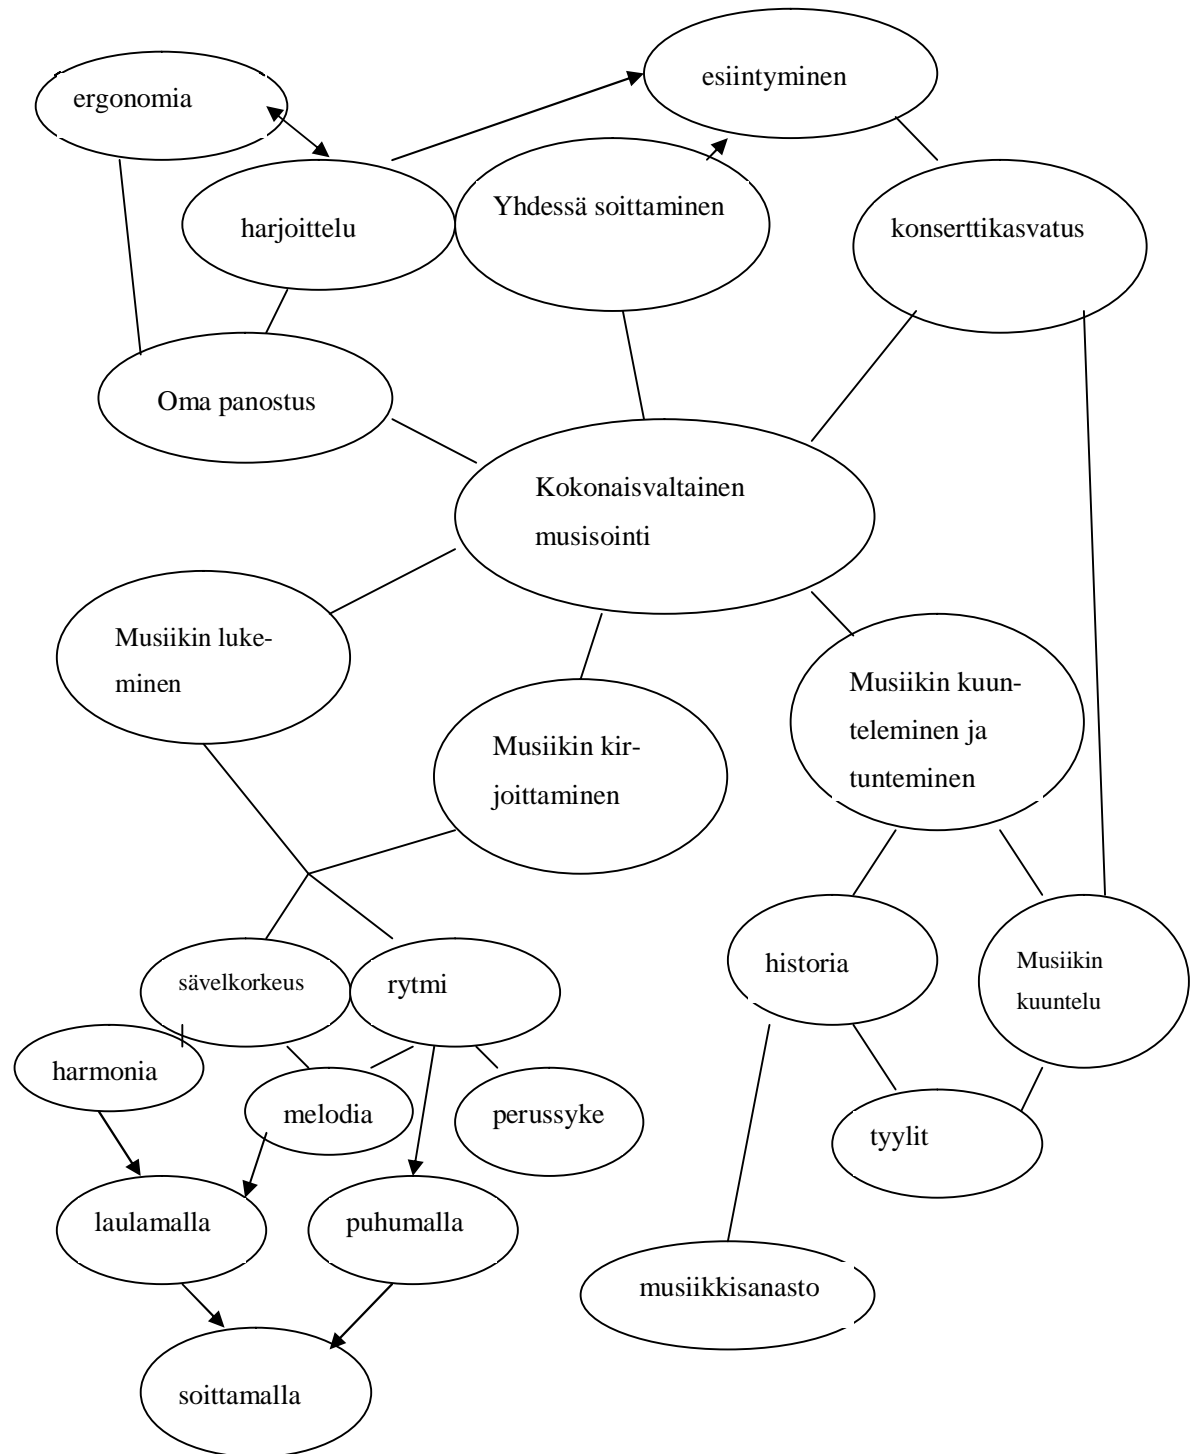 esiintyminen
ergonomia
Yhdessä soittaminen
harjoittelu
konserttikasvatus
Oma panostus
Kokonaisvaltainen
musisointi
Musiikin luke-
minen
Musiikin kuun-
teleminen ja
tunteminen
Musiikin kir-
joittaminen
historia
Musiikin
kuuntelu
sävelkorkeus
rytmi
harmonia
melodia
perussyke
tyylit
laulamalla
puhumalla
musiikkisanasto
soittamalla